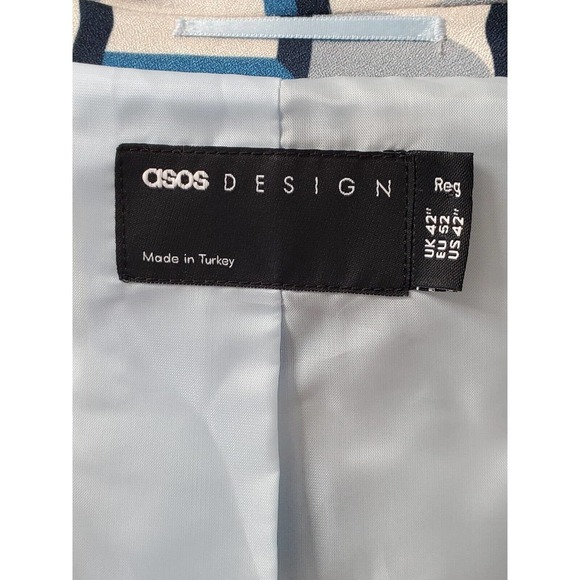 asos DESIGN
Made in Turkey
Reg
UK 42"
EU 52
US 42"